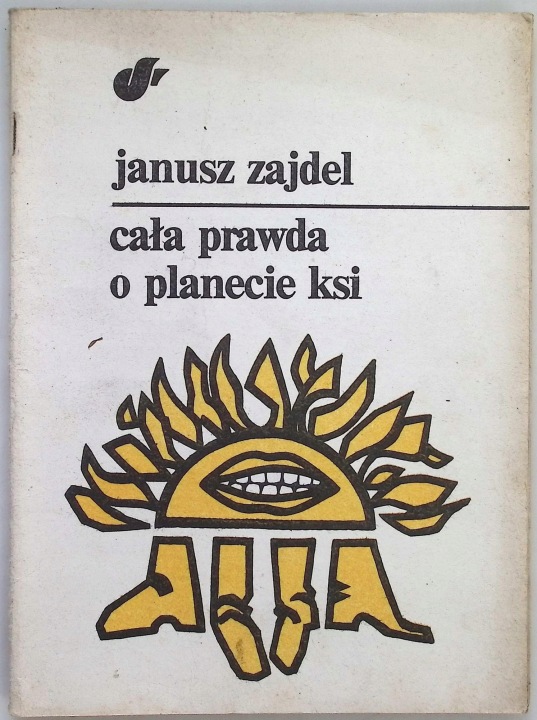 janusz zajdel
cała prawda
o planecie ksi